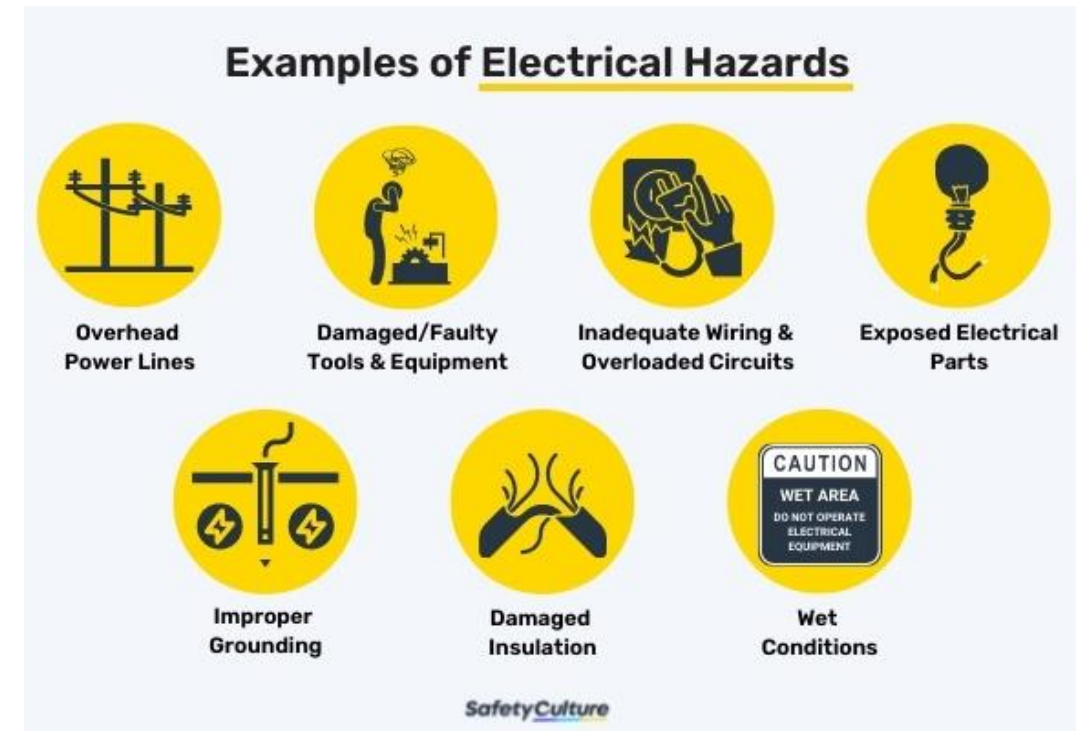 Examples of Electrical Hazards
Overhead
Power Lines
Damaged/Faulty
Tools & Equipment
Inadequate Wiring &
Overloaded Circuits
Exposed Electrical
Parts
Improper
Grounding
Damaged
Insulation
CAUTION
WET AREA
DO NOT OPERATE
ELECTRICAL
EQUIPMENT
Wet
Conditions
SafetyCulture